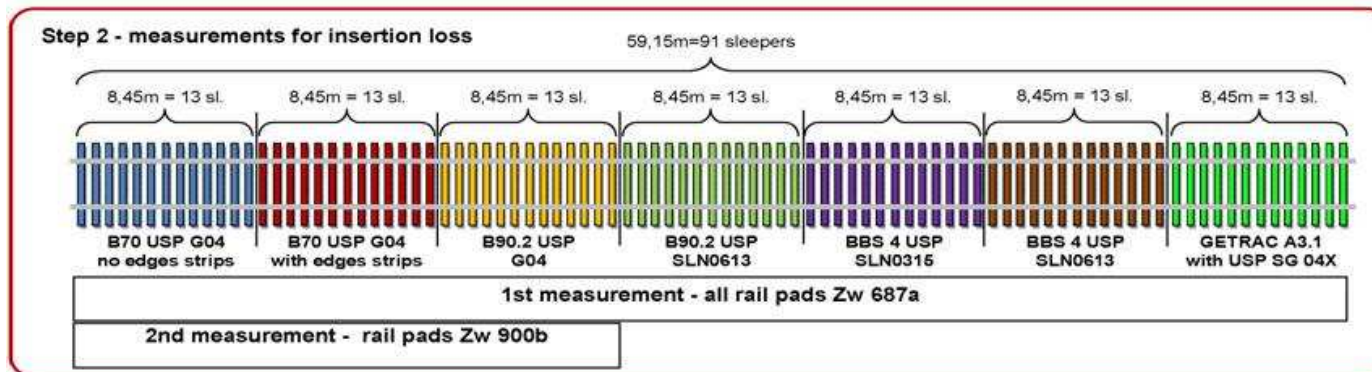 Step 2 - measurements for insertion loss
59,15m=91 sleepers
8,45m = 13 sl.
8,45m = 13 sl.
8,45m = 13 sl.
8,45m = 13 sl.
8,45m = 13 sl.
8,45m = 13 sl.
8,45m = 13 sl.
B70 USP G04
no edges strips
B70 USP G04
with edges strips
B90.2 USP
G04
B90.2 USP
SLN0613
BBS 4 USP
SLN0315
BBS 4 USP
SLN0613
GETRAC A3.1
with USP SG 04X
1st measurement - all rail pads Zw 687a
2nd measurement - rail pads Zw 900b